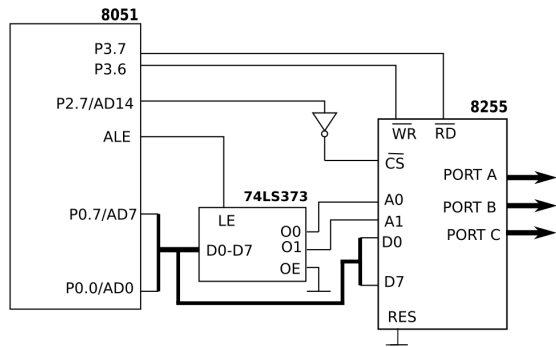 8051
P3.7
P3.6
P2.7/AD14
ALE
P0.7/AD7
P0.0/AD0
74LS373
LE
D0-D7
O0
O1
OE
8255
WR
RD
CS
A0
A1
D0
D7
RES
PORT A
PORT B
PORT C